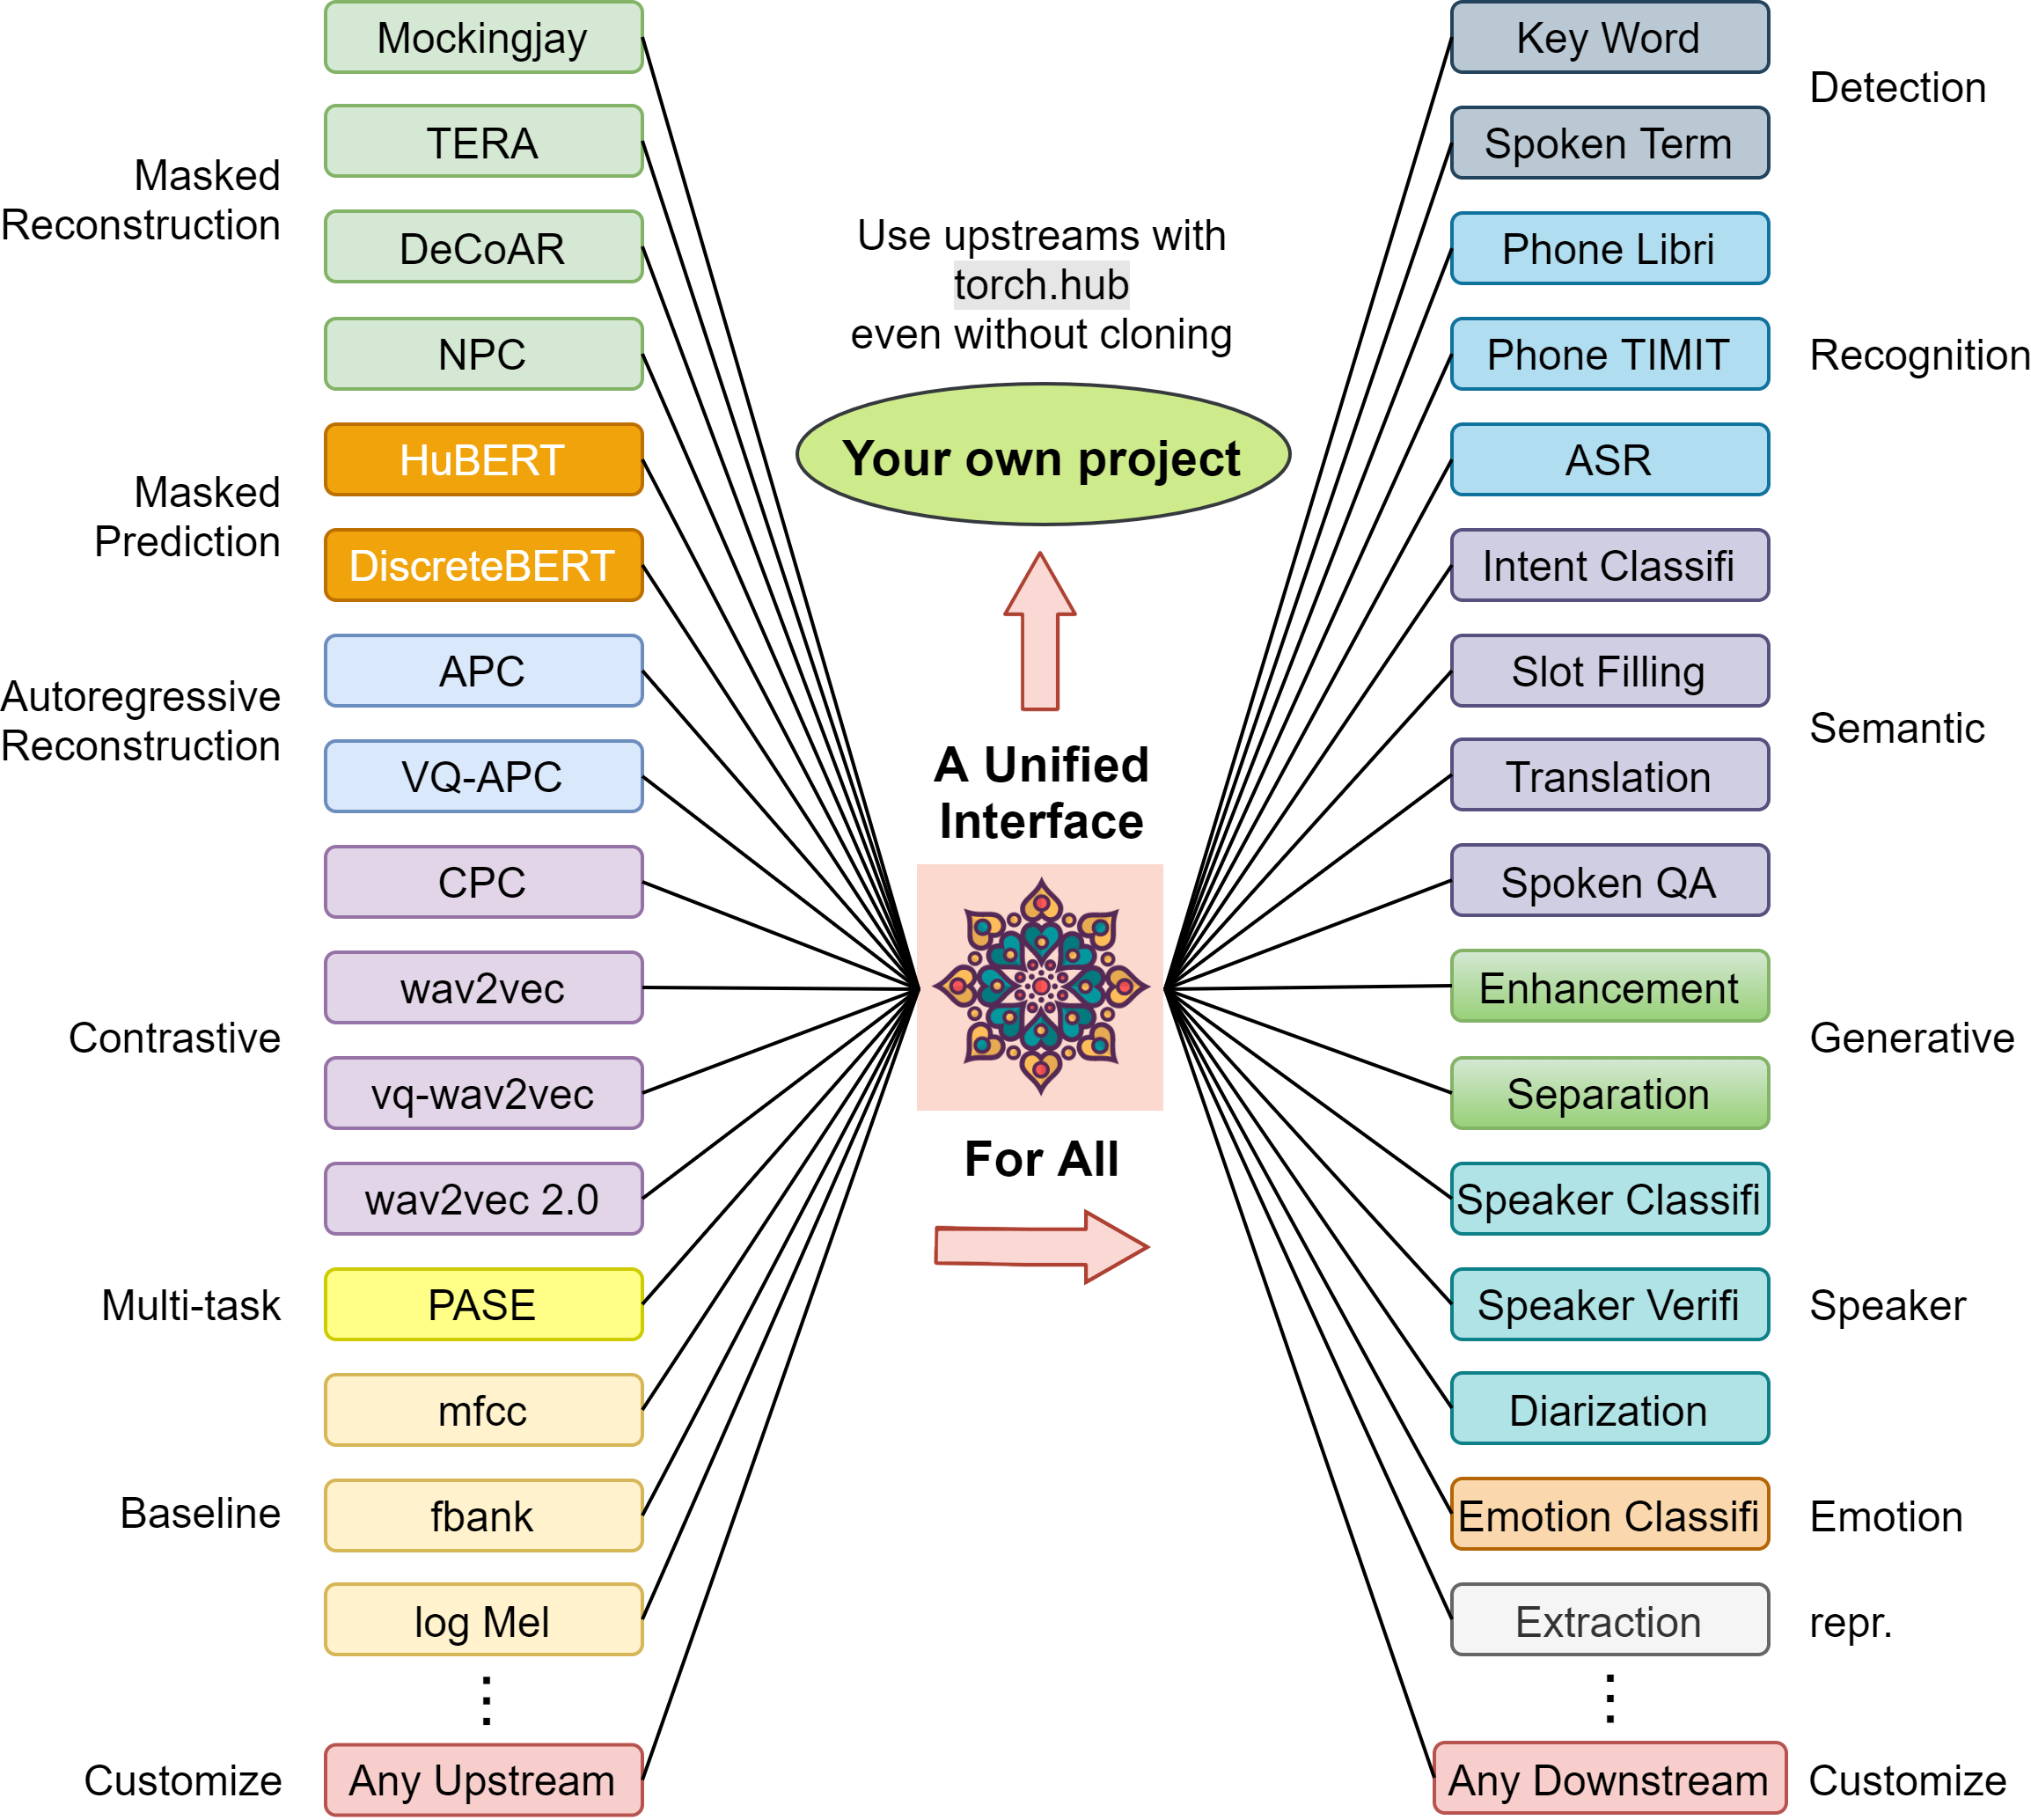 Masked
Reconstruction
Masked
Prediction
Autoregressive
Reconstruction
Contrastive
Multi-task
Baseline
Customize
Mockingjay
TERA
DeCoAR
NPC
HuBERT
DiscreteBERT
APC
VQ-APC
CPC
wav2vec
vq-wav2vec
wav2vec 2.0
PASE
mfcc
fbank
log Mel
Any Upstream
Use upstreams with
torch.hub
even without cloning
Your own project
A Unified
Interface
For All
Key Word
Spoken Term
Phone Libri
Phone TIMIT
ASR
Intent Classifi
Slot Filling
Translation
Spoken QA
Enhancement
Separation
Speaker Classifi
Speaker Verifi
Diarization
Emotion Classifi
Extraction
Any Downstream
Detection
Recognition
Semantic
Generative
Speaker
Emotion
repr.
Customize